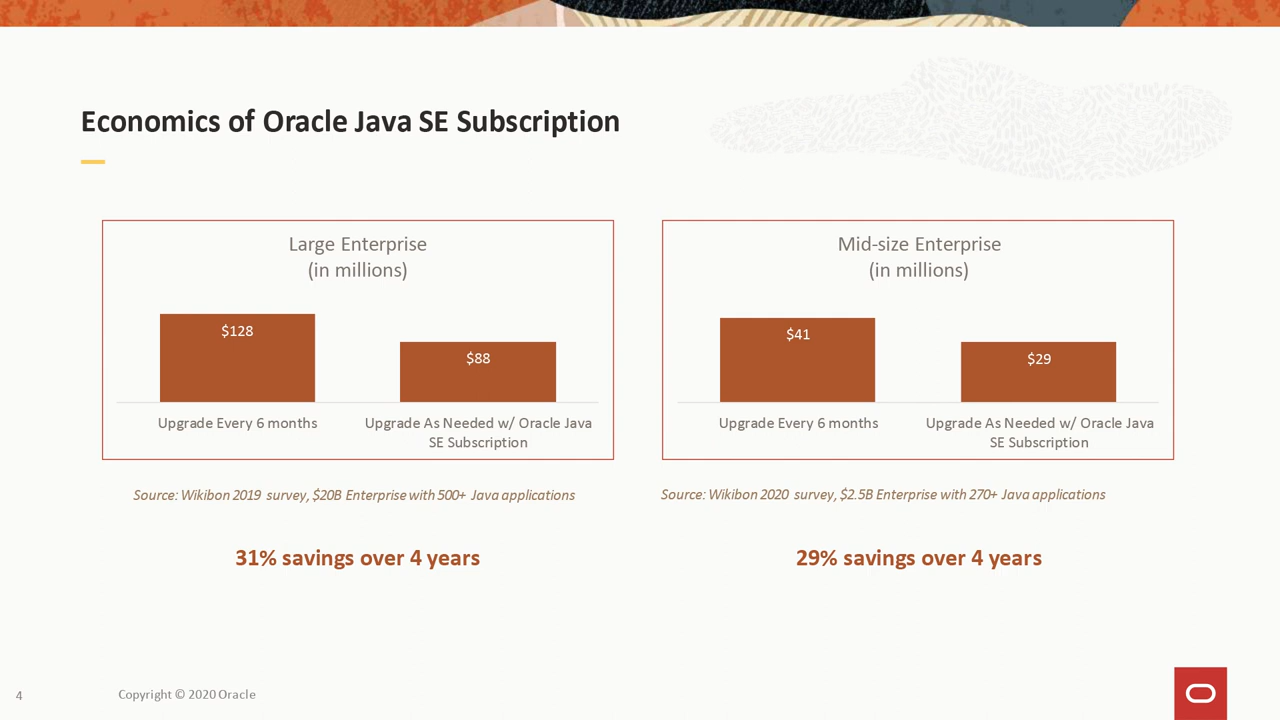 Economics of Oracle Java SE Subscription
Large Enterprise
(in millions)
$128
$88
Upgrade Every 6 months
Upgrade As Needed w/ Oracle Java
SE Subscription
Source: Wikibon 2019 survey, $20B Enterprise with 500+ Java applications
31% savings over 4 years
Mid-size Enterprise
(in millions)
$41
$29
Upgrade Every 6 months
Upgrade As Needed w/ Oracle Java
SE Subscription
Source: Wikibon 2020 survey, $2.5B Enterprise with 270+ Java applications
29% savings over 4 years
4
Copyright © 2020 Oracle